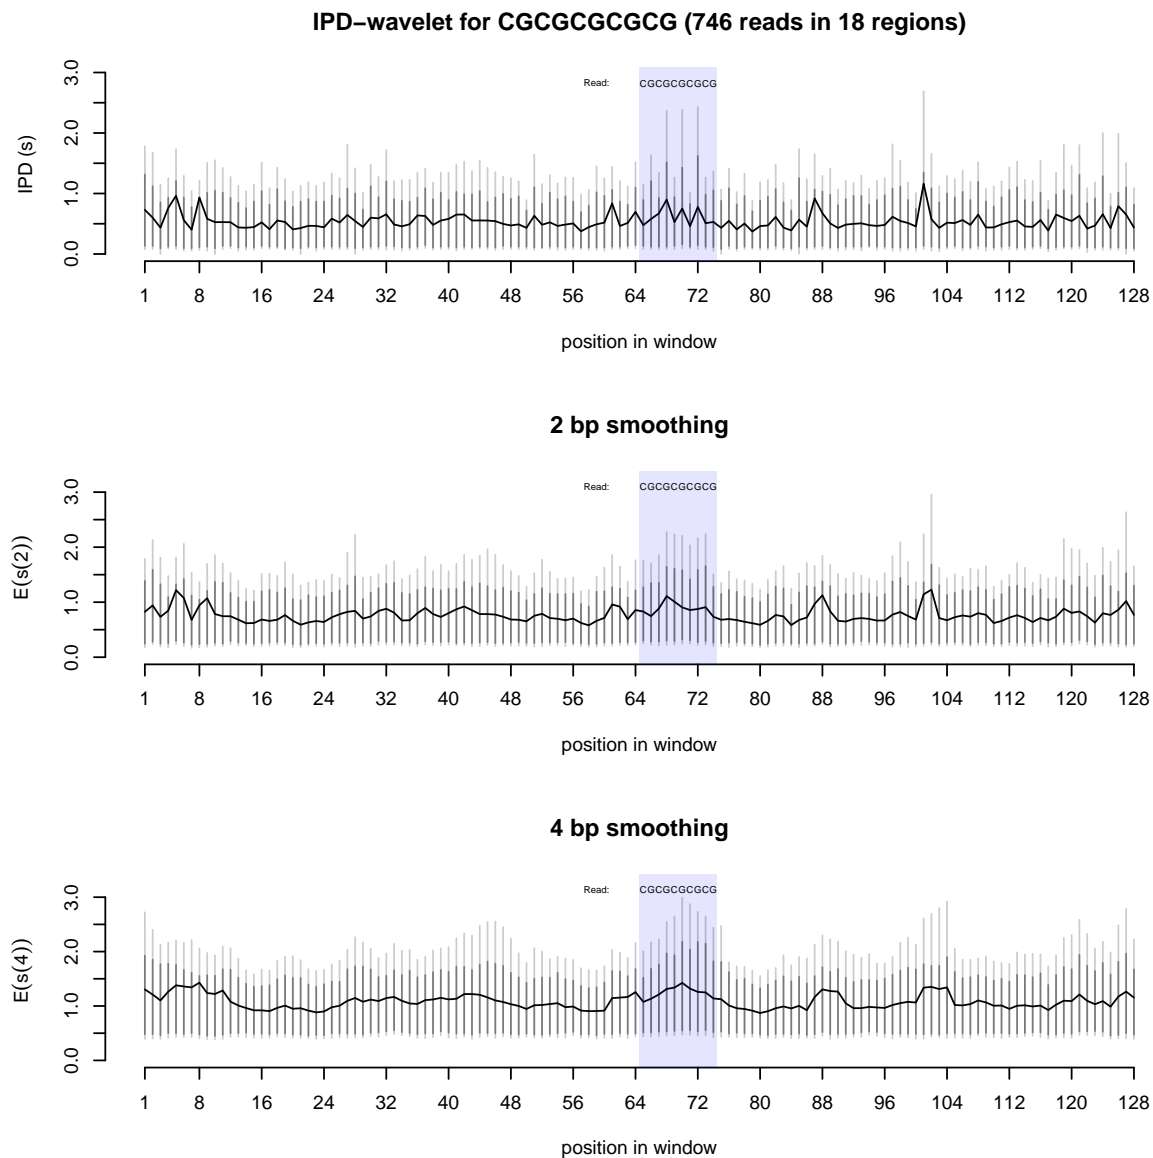 IPD−wavelet for CGCGCGCGCG (746 reads in 18 regions)
3.0
2.0
1.0
0.0
IPD (s)
Read: CGCGCGCGCG
1 8 16 24 32 40 48 56 64 72 80 88 96 104 112 120 128
position in window
2 bp smoothing
3.0
2.0
1.0
0.0
E(s(2))
Read: CGCGCGCGCG
1 8 16 24 32 40 48 56 64 72 80 88 96 104 112 120 128
position in window
4 bp smoothing
3.0
2.0
1.0
0.0
E(s(4))
Read: CGCGCGCGCG
1 8 16 24 32 40 48 56 64 72 80 88 96 104 112 120 128
position in window